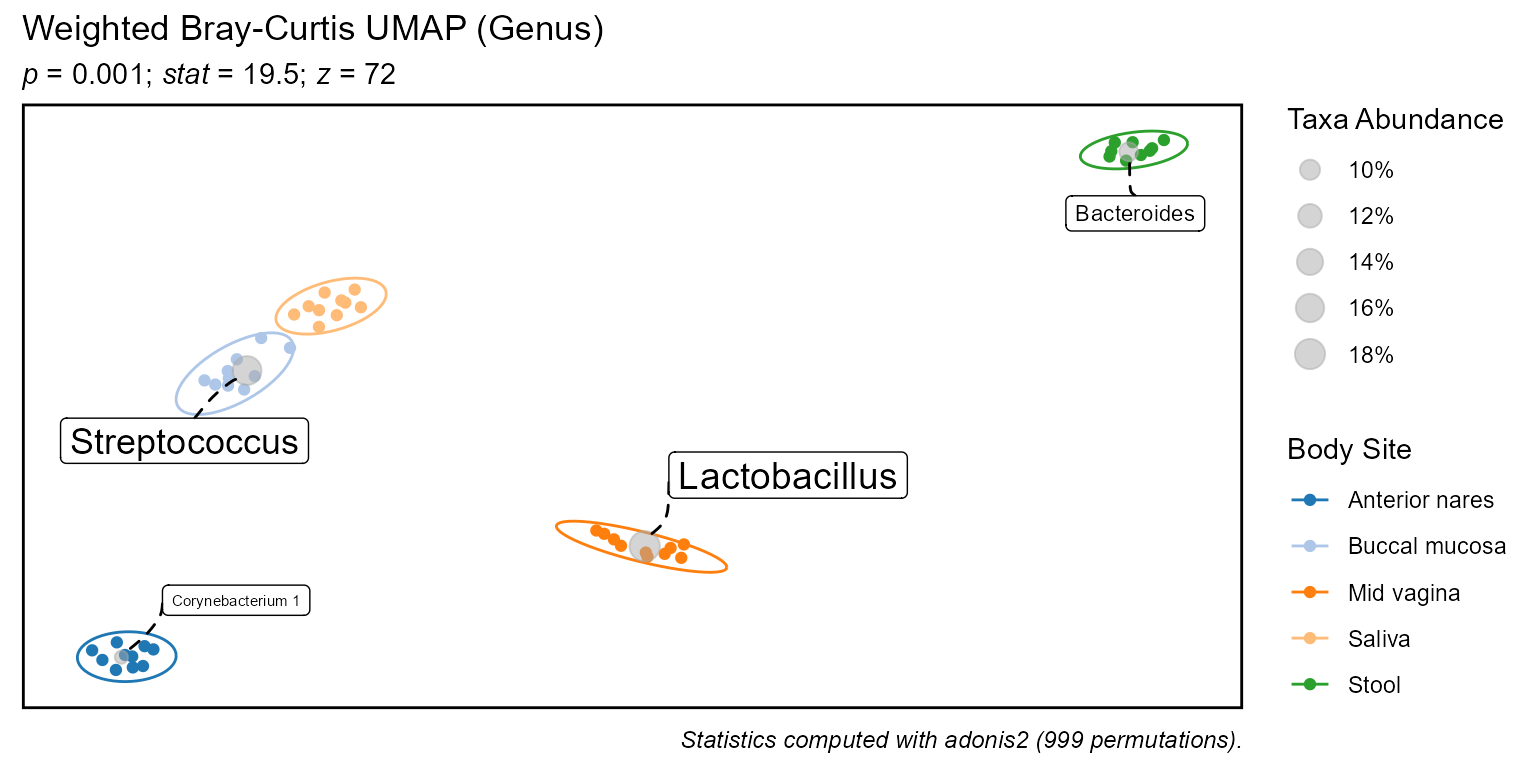 Weighted Bray-Curtis UMAP (Genus)
p = 0.001; stat = 19.5; z = 72
Bacteroides
Streptococcus
Lactobacillus
Corynebacterium 1
Taxa Abundance
10%
12%
14%
16%
18%
Body Site
Anterior nares
Buccal mucosa
Mid vagina
Saliva
Stool
Statistics computed with adonis2 (999 permutations).